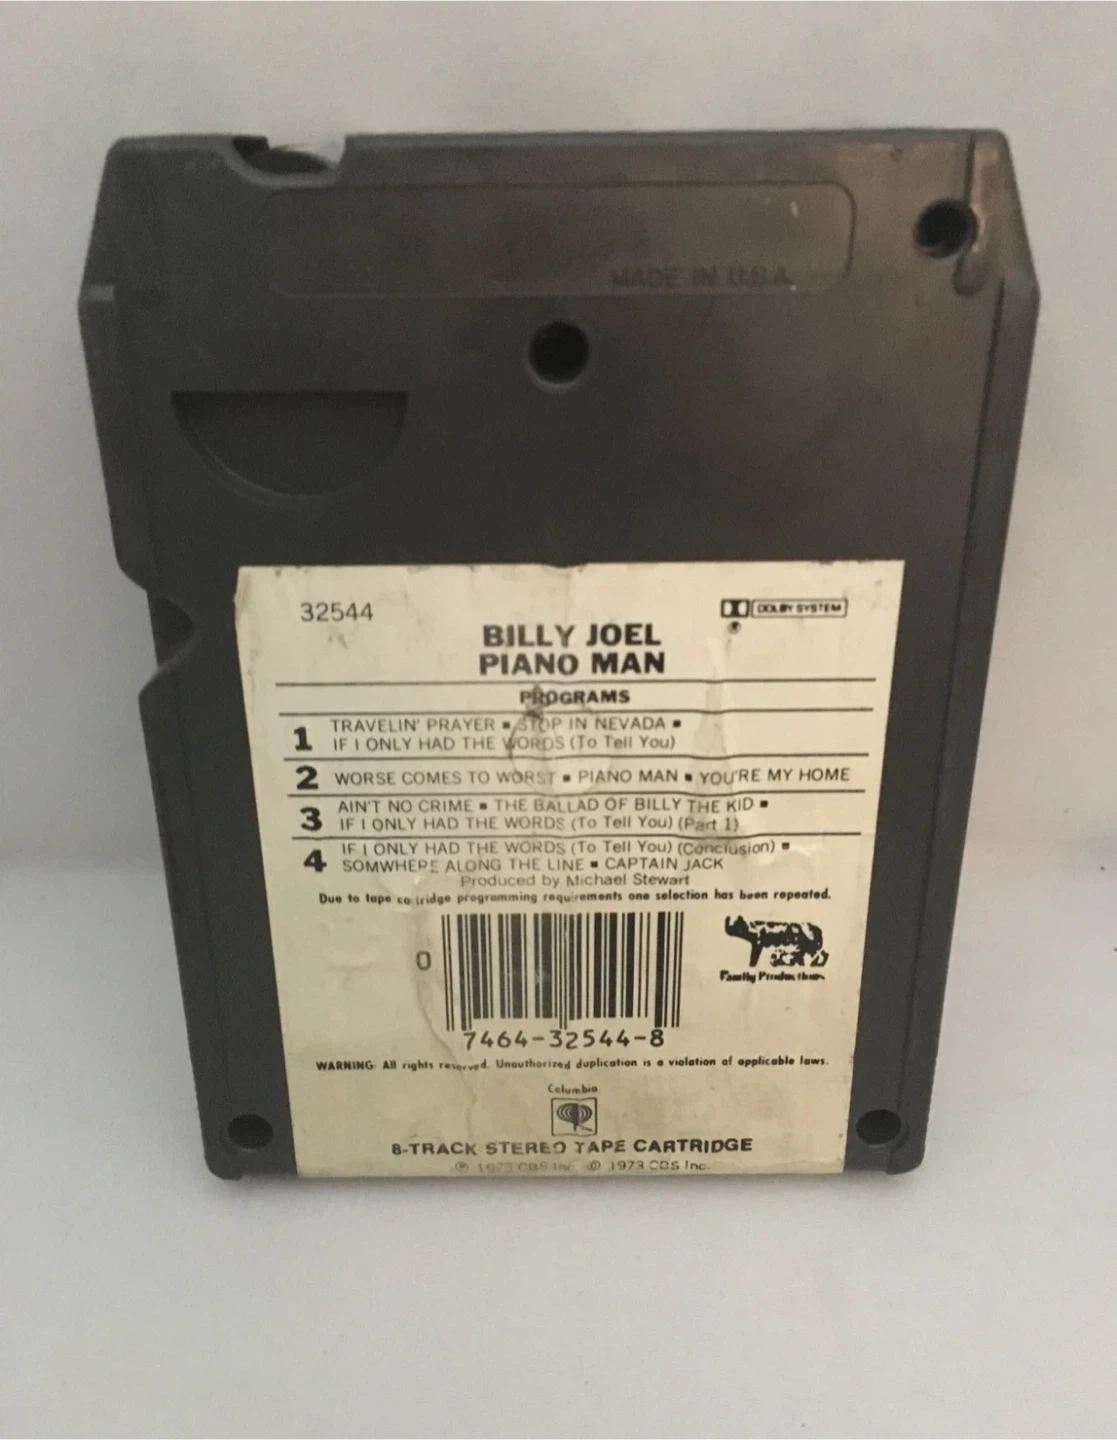 MADE IN U.S.A.
32544
DOLBY SYSTEM
BILLY JOEL
PIANO MAN
PROGRAMS
1 TRAVELIN' PRAYER ▪ STOP IN NEVADA ▪
IF I ONLY HAD THE WORDS (To Tell You)
2 WORSE COMES TO WORST ▪ PIANO MAN ▪ YOU'RE MY HOME
3 AIN'T NO CRIME ▪ THE BALLAD OF BILLY THE KID ▪
IF I ONLY HAD THE WORDS (To Tell You) (Part 1)
4 IF I ONLY HAD THE WORDS (To Tell You) (Conclusion) ▪
SOMWHERE ALONG THE LINE ▪ CAPTAIN JACK
Produced by Michael Stewart
Due to tape cartridge programming requirements one selection has been repeated.
0
Family Productions
7464-32544-8
WARNING: All rights reserved. Unauthorized duplication is a violation of applicable laws.
Columbia
8-TRACK STEREO TAPE CARTRIDGE
℗ 1973 CBS Inc. © 1973 CBS Inc.